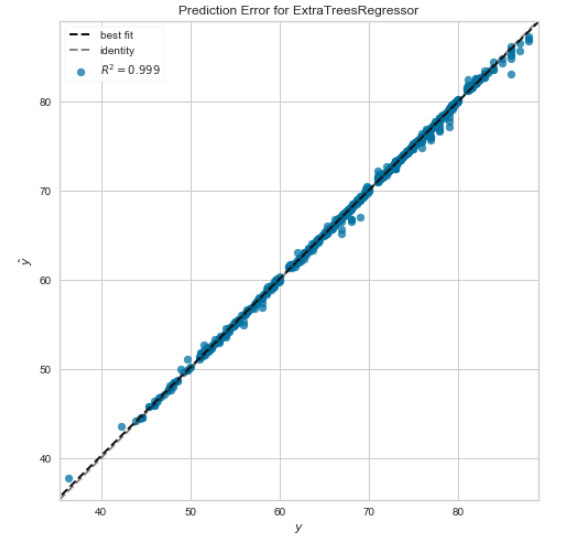 Prediction Error for ExtraTreesRegressor
best fit
identity
R² = 0.999
80
70
60
50
40
ŷ
40 50 60 70 80
y